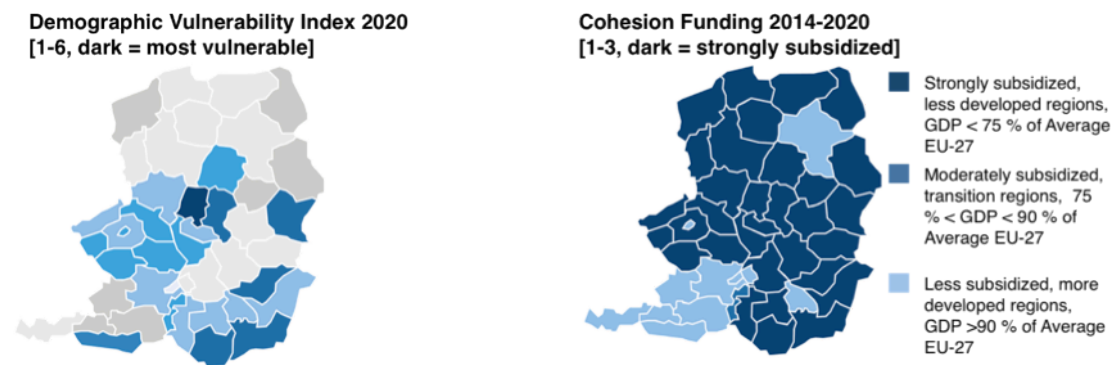 Demographic Vulnerability Index 2020
[1-6, dark = most vulnerable]
Cohesion Funding 2014-2020
[1-3, dark = strongly subsidized]
Strongly subsidized,
less developed regions,
GDP < 75 % of Average
EU-27
Moderately subsidized,
transition regions, 75
% < GDP < 90 % of
Average EU-27
Less subsidized, more
developed regions,
GDP >90 % of Average
EU-27